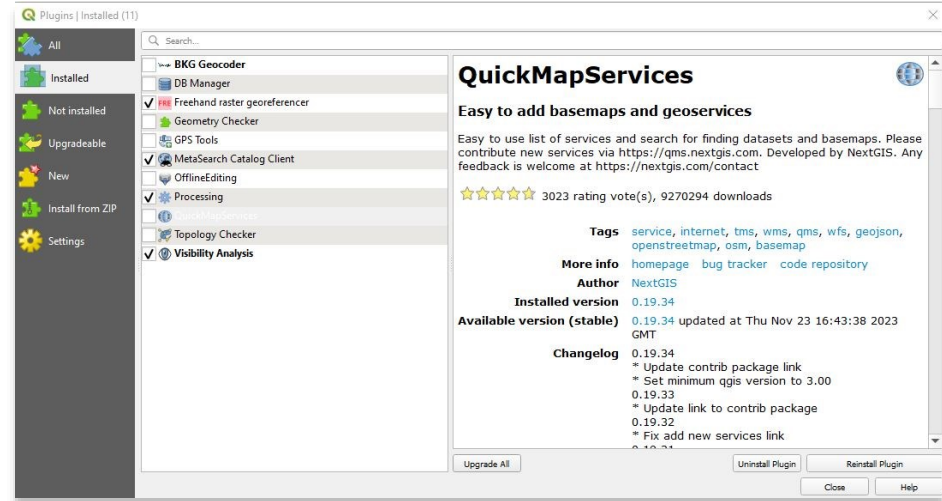 Plugins | Installed (11)
All
Installed
Not installed
Upgradeable
New
Install from ZIP
Settings
Search...
BKG Geocoder
DB Manager
FRE Freehand raster georeferencer
Geometry Checker
GPS Tools
MetaSearch Catalog Client
OfflineEditing
Processing
QuickMapServices
Topology Checker
Visibility Analysis
QuickMapServices
Easy to add basemaps and geoservices
Easy to use list of services and search for finding datasets and basemaps. Please
contribute new services via https://qms.nextgis.com. Developed by NextGIS. Any
feedback is welcome at https://nextgis.com/contact
3023 rating vote(s), 9270294 downloads
Tags service, internet, tms, wms, qms, wfs, geojson,
openstreetmap, osm, basemap
More info homepage bug tracker code repository
Author NextGIS
Installed version 0.19.34
Available version (stable) 0.19.34 updated at Thu Nov 23 16:43:38 2023
GMT
Changelog 0.19.34
* Update contrib package link
* Set minimum qgis version to 3.00
0.19.33
* Update link to contrib package
0.19.32
* Fix add new services link
Upgrade All
Uninstall Plugin
Reinstall Plugin
Close
Help